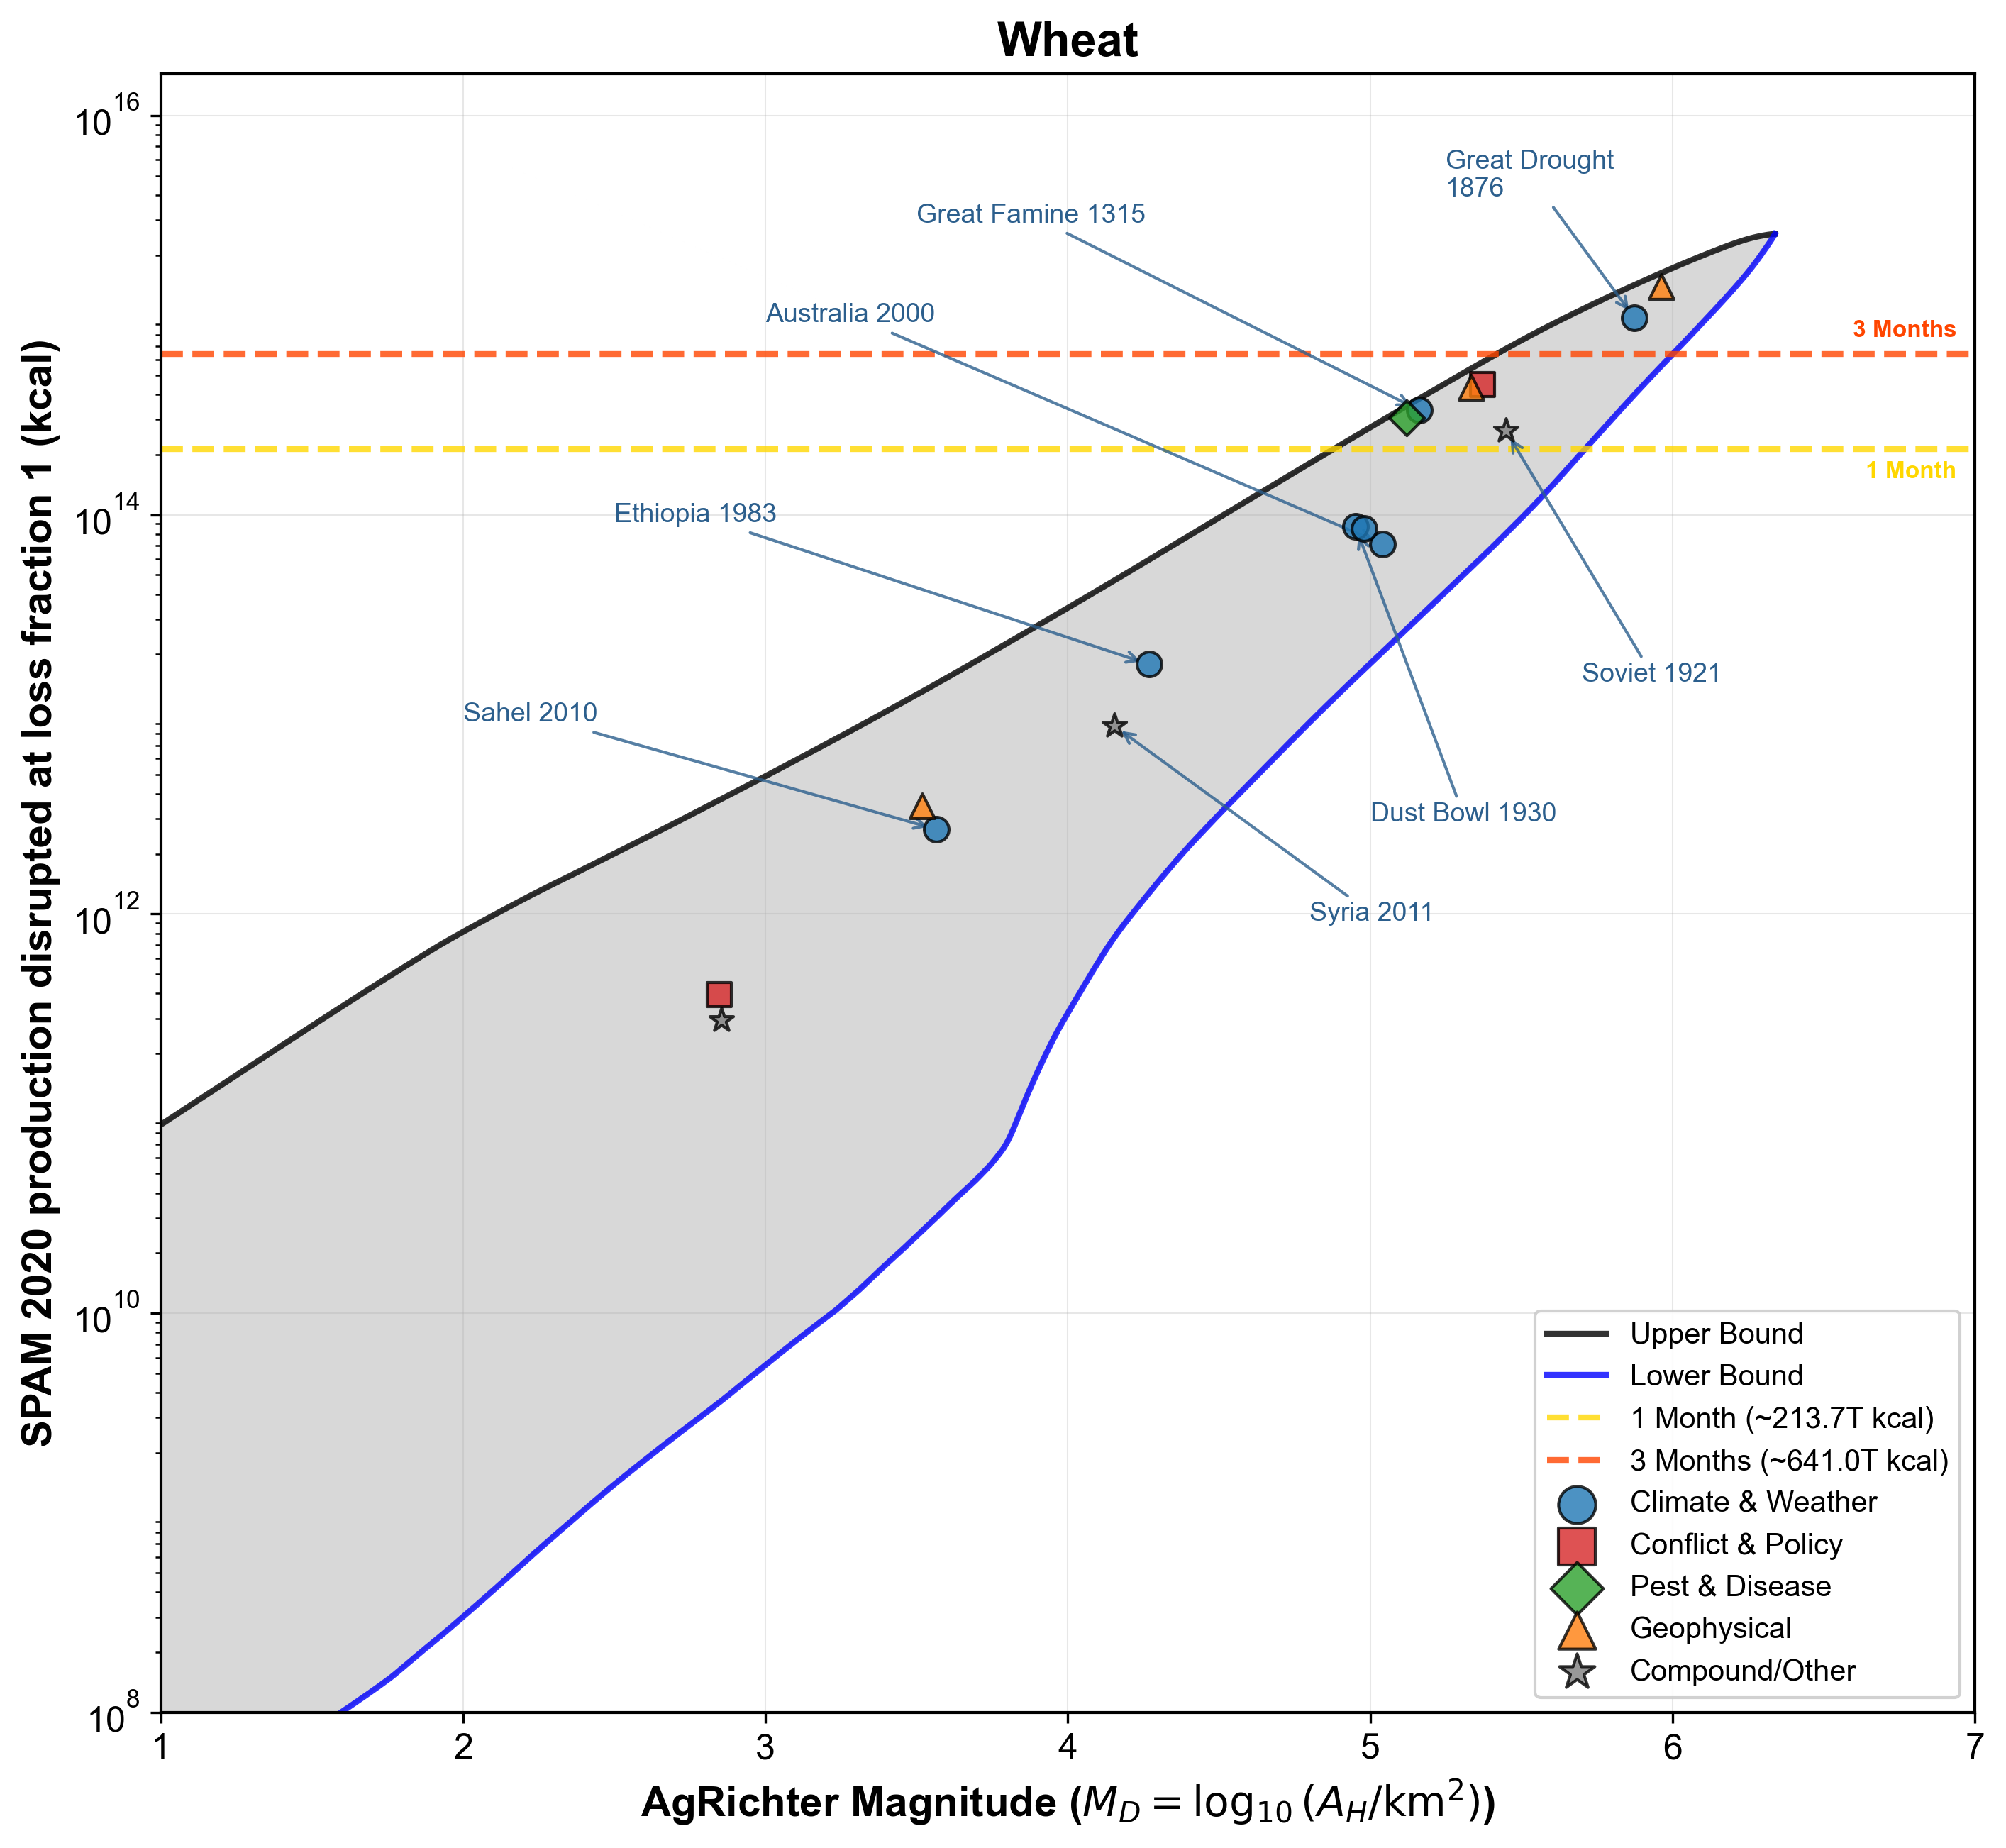 Wheat
SPAM 2020 production disrupted at loss fraction 1 (kcal)
10^16
10^14
10^12
10^10
10^8
Great Drought
1876
Great Famine 1315
Australia 2000
3 Months
1 Month
Ethiopia 1983
Soviet 1921
Sahel 2010
Dust Bowl 1930
Syria 2011
Upper Bound
Lower Bound
1 Month (~213.7T kcal)
3 Months (~641.0T kcal)
Climate & Weather
Conflict & Policy
Pest & Disease
Geophysical
Compound/Other
1 2 3 4 5 6 7
AgRichter Magnitude (M_D = log_10 (A_H/km^2))